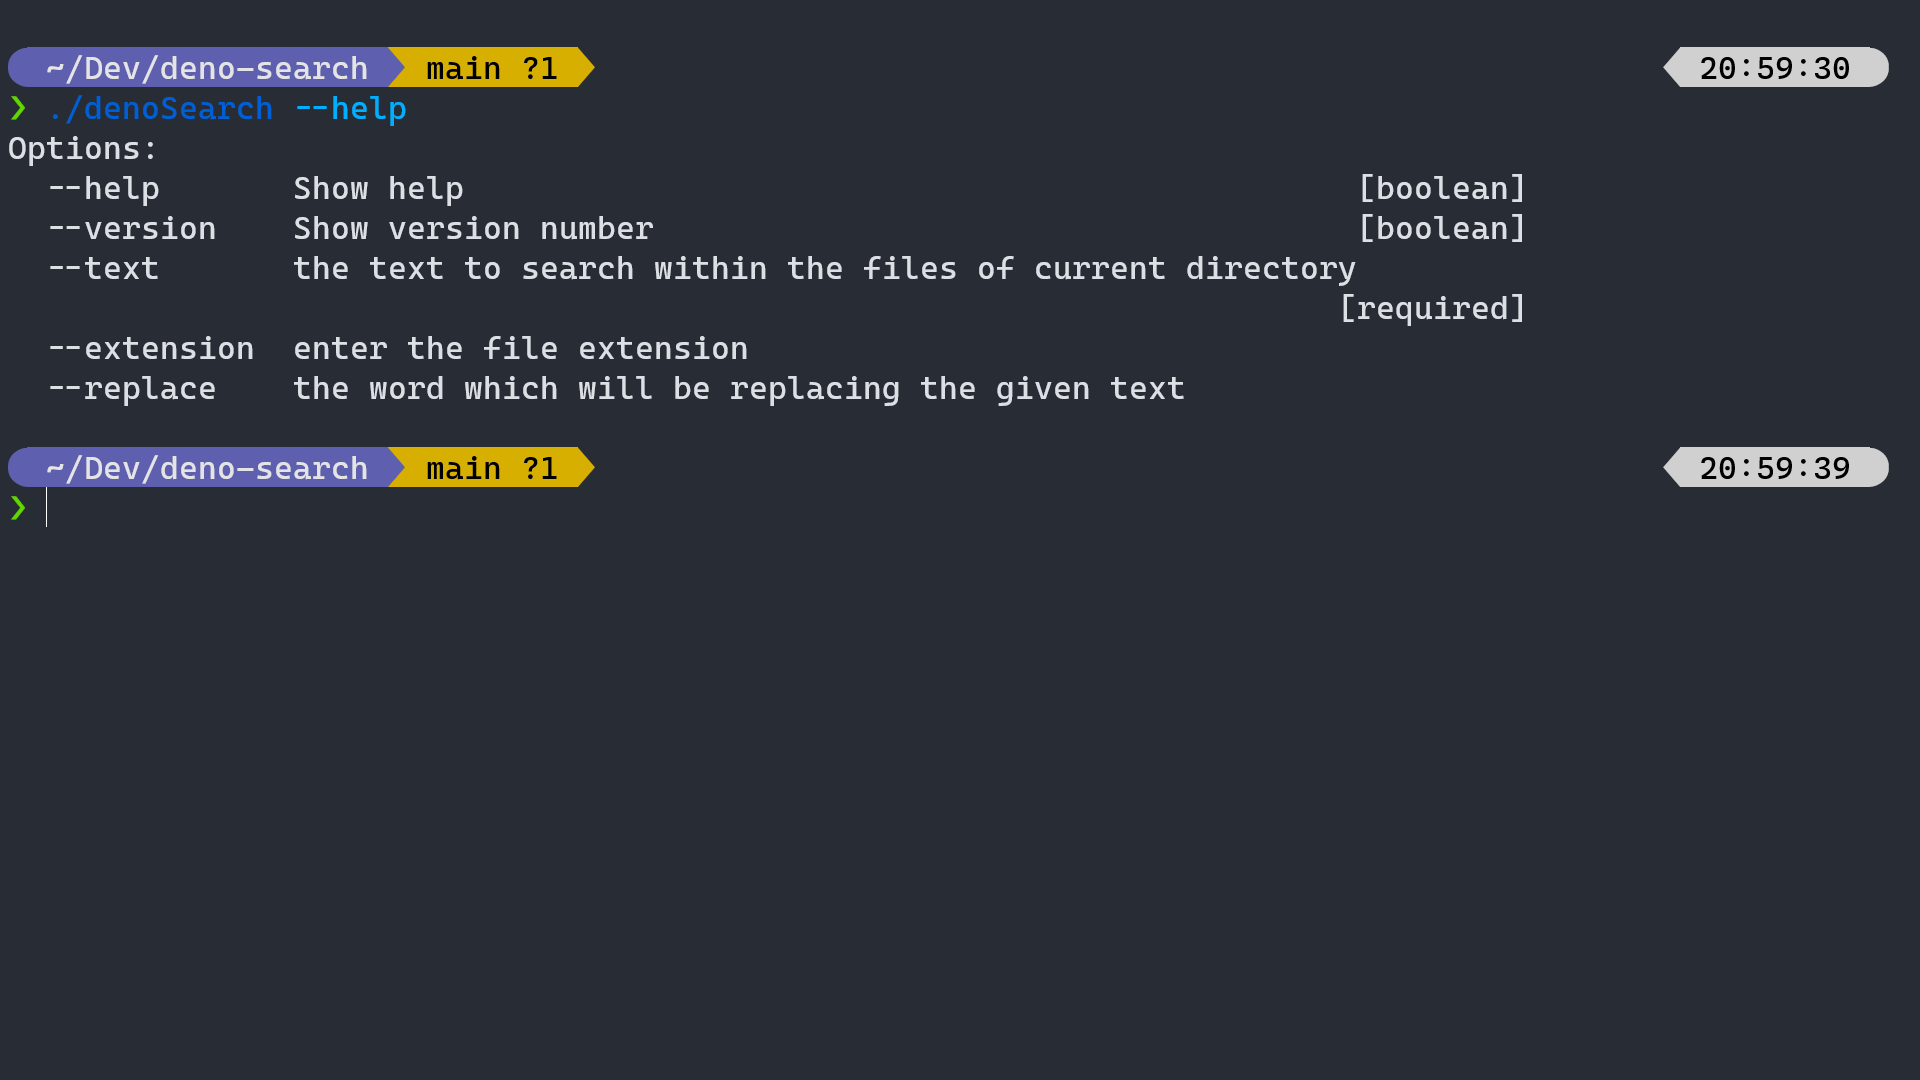 ~/Dev/deno-search main ?1 20:59:30
❯ ./denoSearch --help
Options:
--help Show help [boolean]
--version Show version number [boolean]
--text the text to search within the files of current directory
[required]
--extension enter the file extension
--replace the word which will be replacing the given text
~/Dev/deno-search main ?1 20:59:39
❯